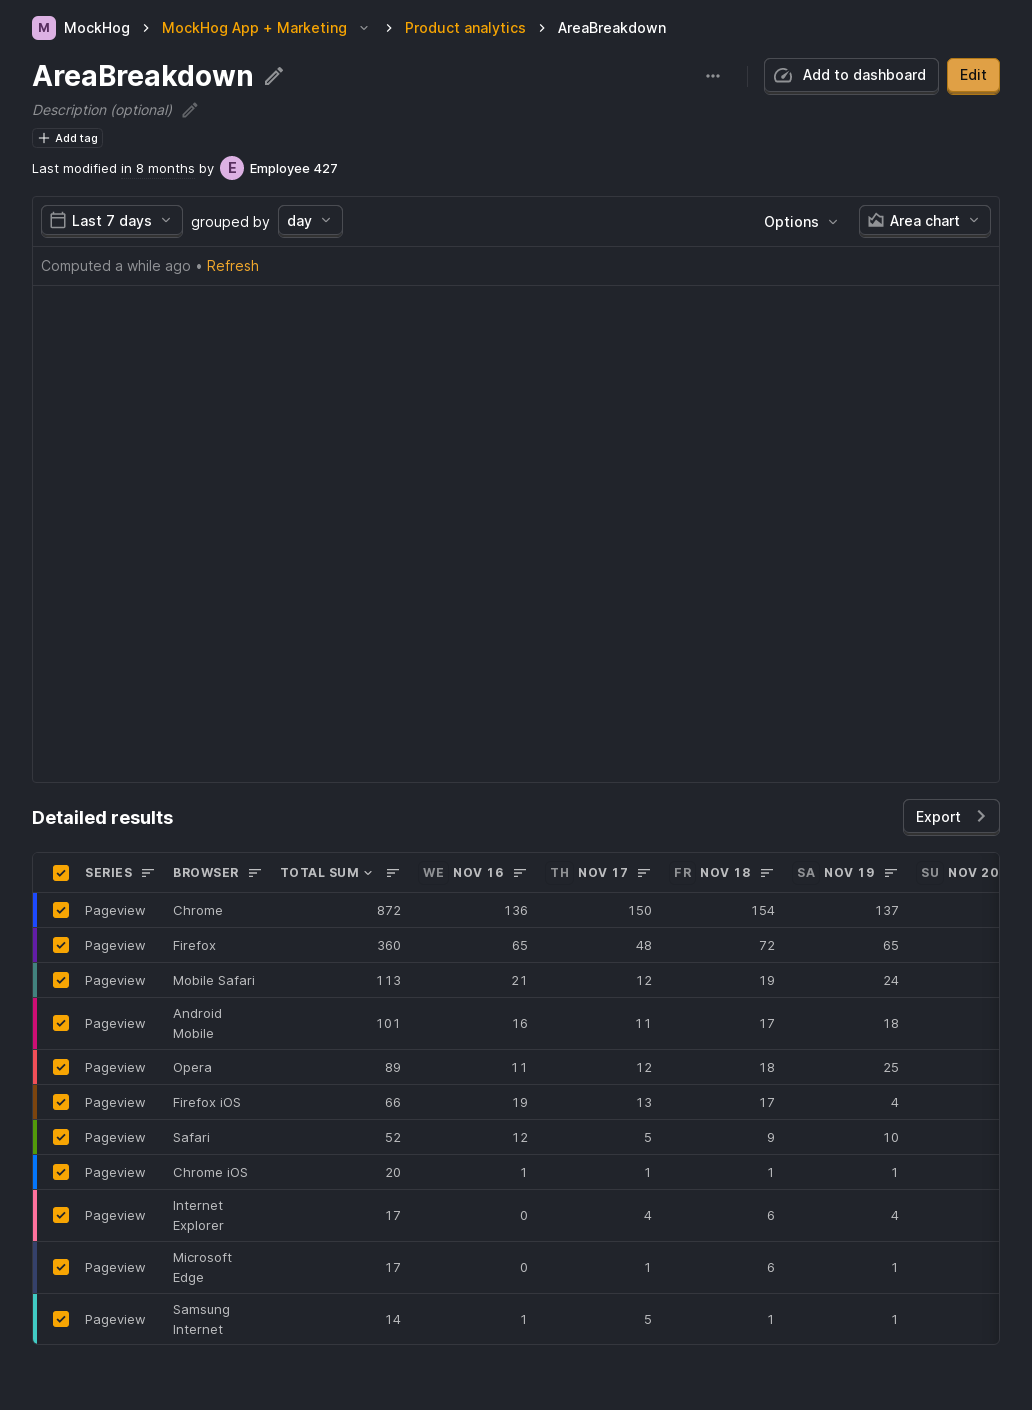 M MockHog MockHog App + Marketing Product analytics AreaBreakdown
AreaBreakdown
Add to dashboard Edit
Description (optional)
Add tag
Last modified in 8 months by E Employee 427
Last 7 days grouped by day Options Area chart
Computed a while ago • Refresh
Detailed results Export
SERIES BROWSER TOTAL SUM WE NOV 16 TH NOV 17 FR NOV 18 SA NOV 19 SU NOV 20
Pageview Chrome 872 136 150 154 137
Pageview Firefox 360 65 48 72 65
Pageview Mobile Safari 113 21 12 19 24
Pageview Android Mobile 101 16 11 17 18
Pageview Opera 89 11 12 18 25
Pageview Firefox iOS 66 19 13 17 4
Pageview Safari 52 12 5 9 10
Pageview Chrome iOS 20 1 1 1 1
Pageview Internet Explorer 17 0 4 6 4
Pageview Microsoft Edge 17 0 1 6 1
Pageview Samsung Internet 14 1 5 1 1